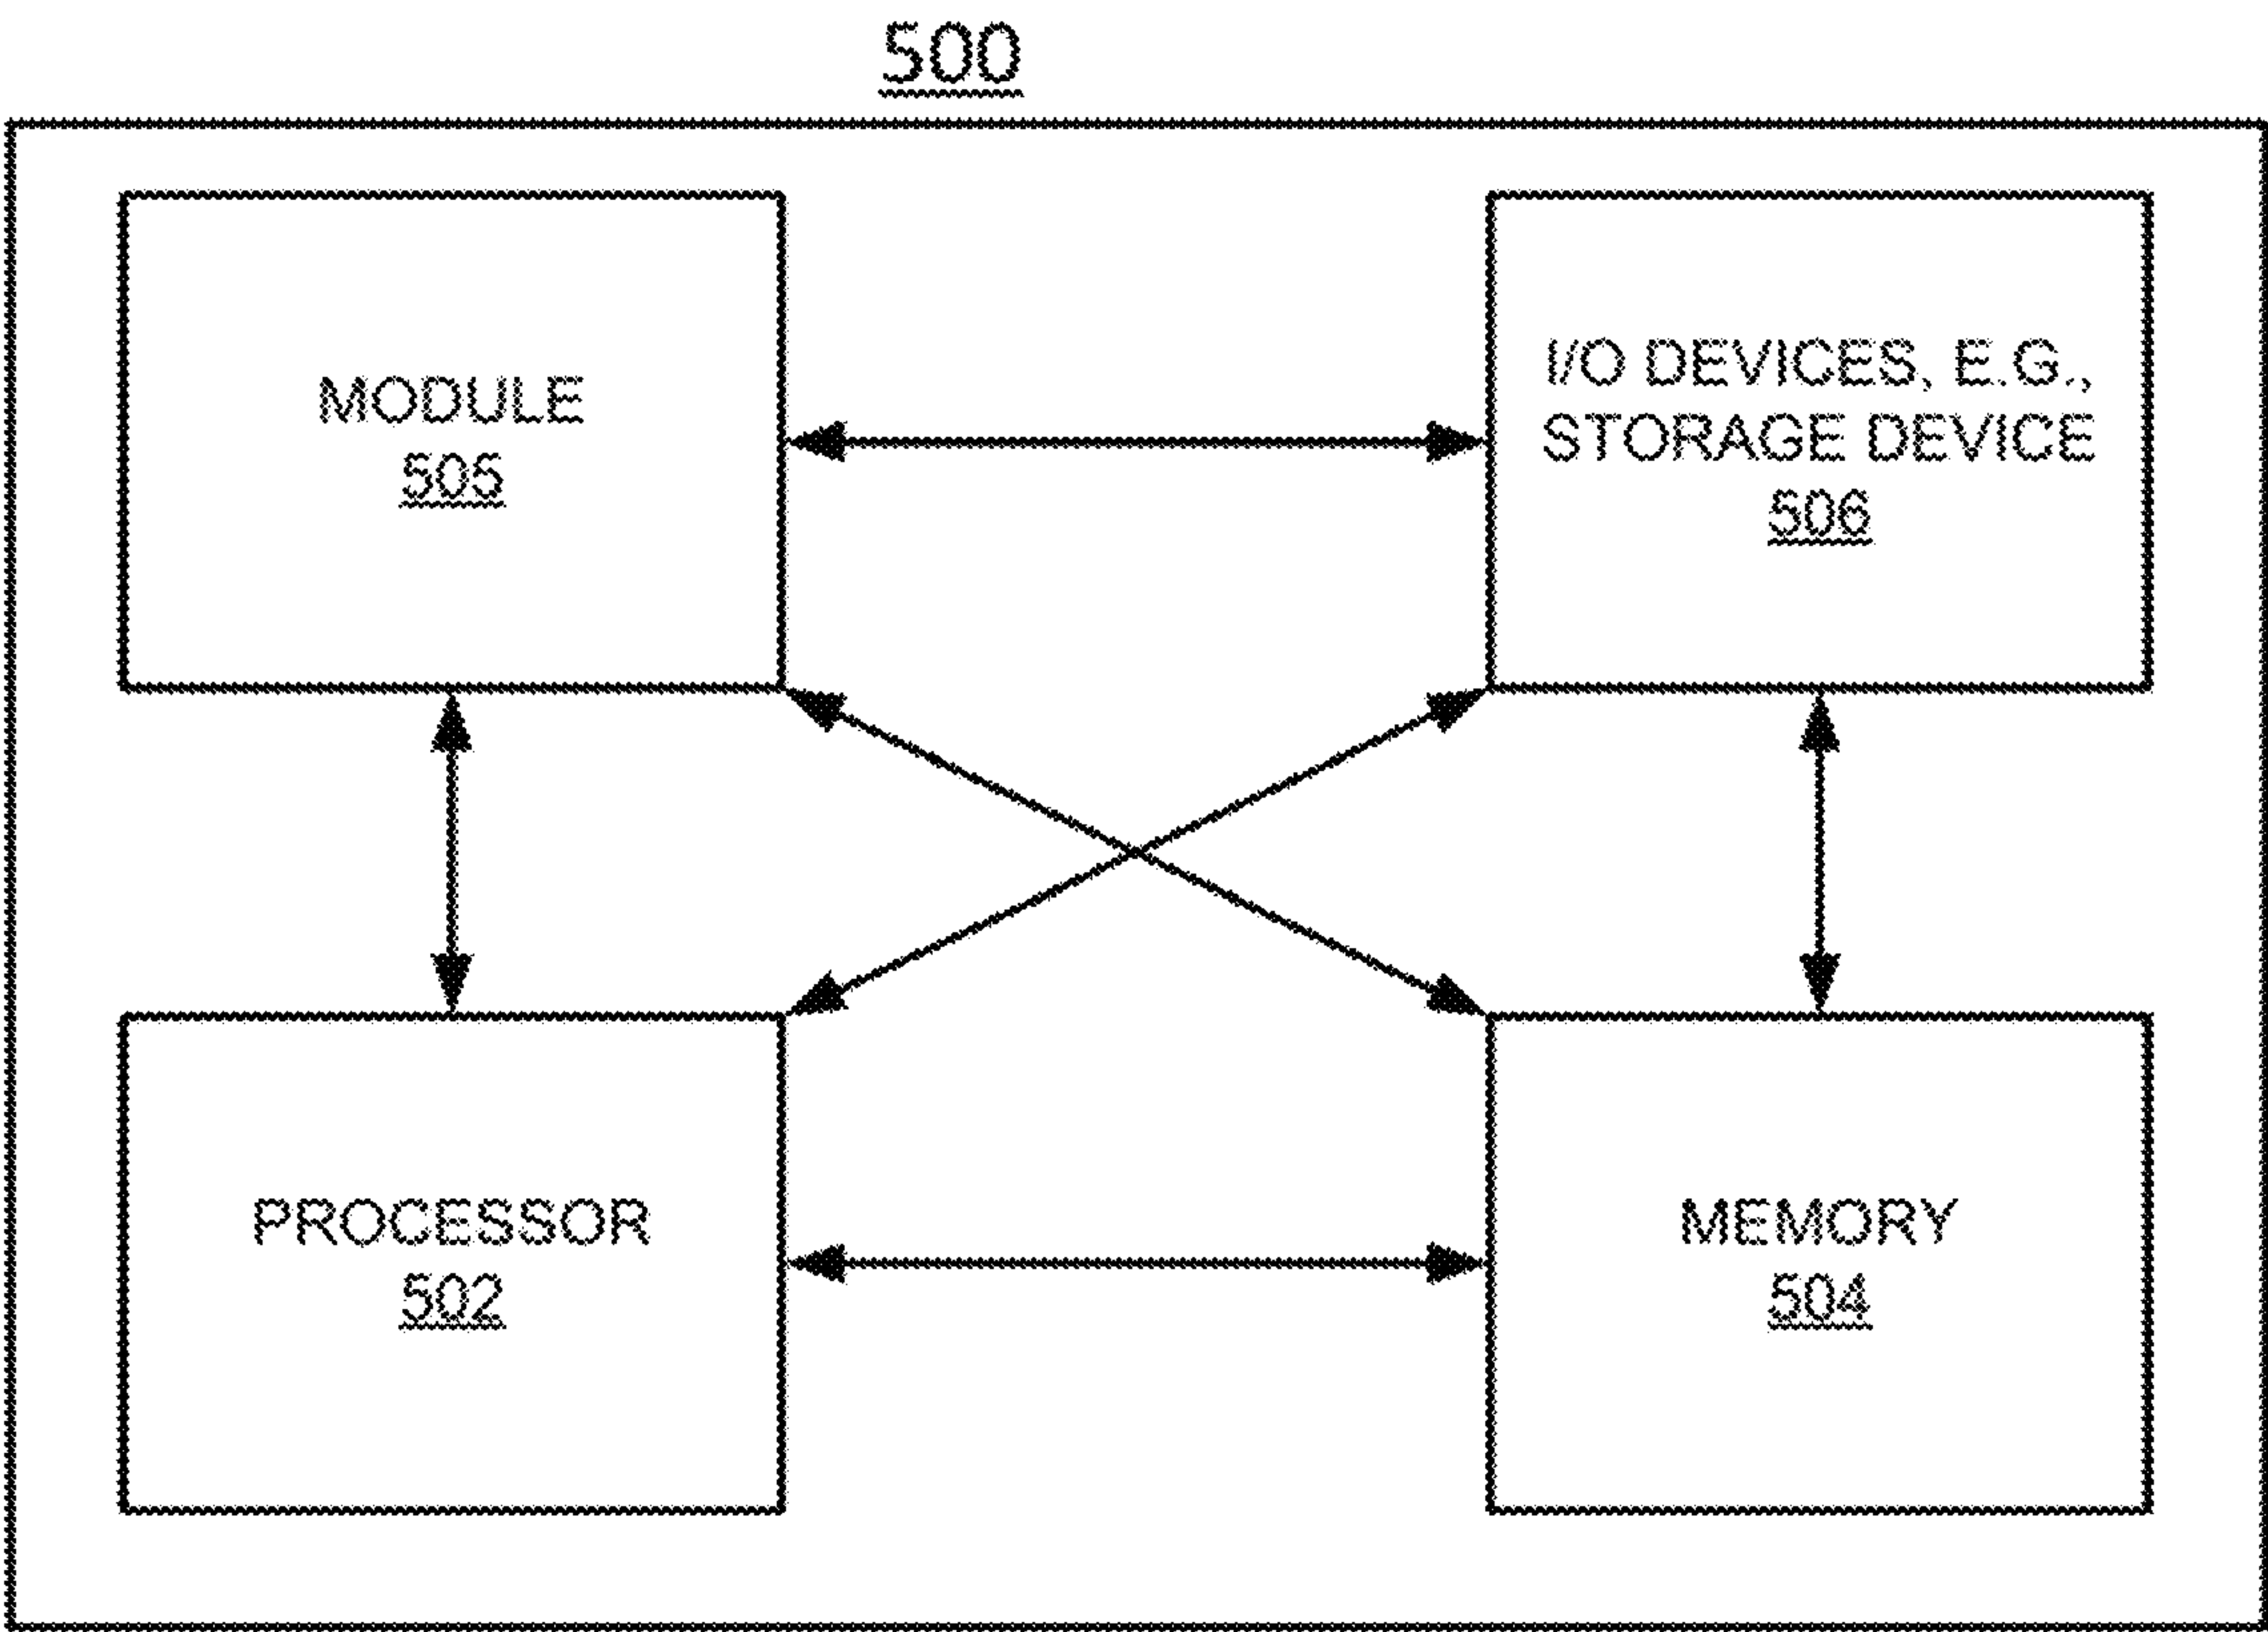 500
MODULE
505
I/O DEVICES, E.G.,
STORAGE DEVICE
506
PROCESSOR
502
MEMORY
504